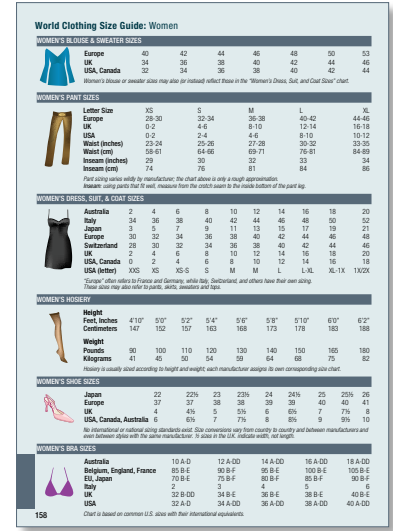 World Clothing Size Guide: Women
WOMEN'S BLOUSE & SWEATER SIZES
Europe 40 42 44 46 48 50 53
UK 34 36 38 40 42 44 46
USA, Canada 32 34 36 38 40 42 44
Women's blouse or sweater sizes may also (or instead) reflect those in the "Women's Dress, Suit, and Coat Sizes" chart.
WOMEN'S PANT SIZES
Letter Size XS S M L XL
Europe 28-30 32-34 36-38 40-42 44-46
UK 0-2 4-6 8-10 12-14 16-18
USA 0-2 2-4 6-8 8-10 10-12
Waist (inches) 23-24 25-26 27-28 30-32 33-35
Waist (cm) 58-61 64-66 69-71 76-81 84-89
Inseam (inches) 29 30 32 33 34
Inseam (cm) 74 76 81 84 86
Pant sizing varies wildly by manufacturer; the chart above is only a rough approximation.
Inseam: using pants that fit well, measure from the crotch seam to the inside bottom of the pant leg.
WOMEN'S DRESS, SUIT, & COAT SIZES
Australia 2 4 6 8 10 12 14 16 18 20
Italy 34 36 38 40 42 44 46 48 50 52
Japan 3 5 7 9 11 13 15 17 19 21
Europe 30 32 34 36 38 40 42 44 46 48
Switzerland 28 30 32 34 36 38 40 42 44 46
UK 2 4 6 8 10 12 14 16 18 20
USA, Canada 0 2 4 6 8 10 12 14 16 18
USA (letter) XXS XS XS-S S M M L L-XL XL-1X 1X/2X
"Europe" often refers to France and Germany, while Italy, Switzerland, and others have their own sizing.
These sizes may also refer to pants, skirts, sweaters and tops.
WOMEN'S HOSIERY
Height
Feet, Inches 4'10" 5'0" 5'2" 5'4" 5'6" 5'8" 5'10" 6'0" 6'2"
Centimeters 147 152 157 163 168 173 178 183 188
Weight
Pounds 90 100 110 120 130 140 150 165 180
Kilograms 41 45 50 54 59 64 68 75 82
Hosiery is usually sized according to height and weight; each manufacturer assigns its own corresponding size chart.
WOMEN'S SHOE SIZES
Japan 22 22½ 23 23½ 24 24½ 25 25½ 26
Europe 37 37 38 38 39 39 40 40 41
UK 4 4½ 5 5½ 6 6½ 7 7½ 8
USA, Canada, Australia 6 6½ 7 7½ 8 8½ 9 9½ 10
No international or national sizing standards exist. Size conversions vary from country to country and between manufacturers and
even between styles with the same manufacturer. ½ sizes in the U.K. indicate width, not length.
WOMEN'S BRA SIZES
Australia 10 A-D 12 A-DD 14 A-DD 16 A-DD 18 A-DD
Belgium, England, France 85 B-E 90 B-F 95 B-E 100 B-E 105 B-E
EU, Japan 70 B-E 75 B-F 80 B-F 85 B-F 90 B-F
Italy 2 3 4 5 6
UK 32 B-DD 34 B-E 36 B-E 38 B-E 40 B-E
USA 32 A-D 34 A-DD 36 A-DD 38 A-DD 40 A-DD
Chart is based on common U.S. sizes with their international equivalents.
158